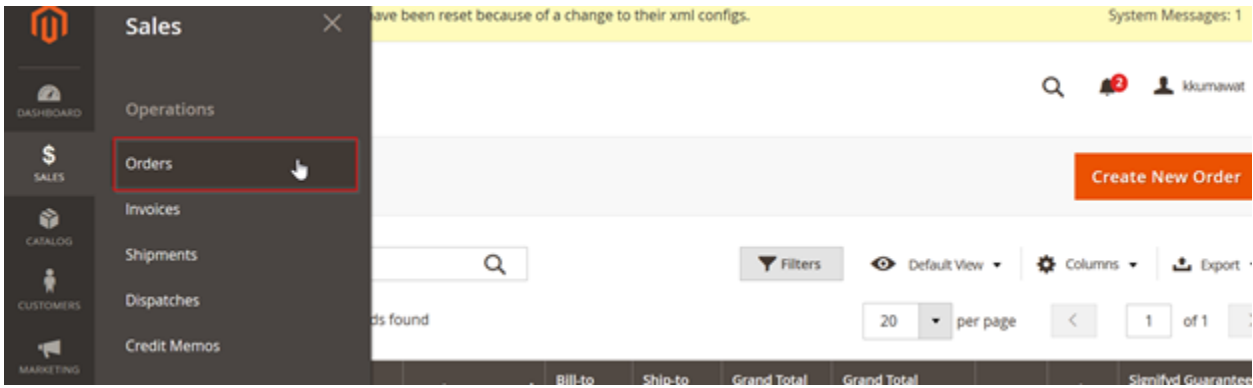 Sales
have been reset because of a change to their xml configs.
System Messages: 1
DASHBOARD
Operations
2
kkumawat
Orders
$
SALES
Create New Order
Invoices
CATALOG
Shipments
Filters
Default View
Columns
Export
CUSTOMERS
Dispatches
ds found
20
per page
1
of 1
Credit Memos
MARKETING
Bill-to
Ship-to
Grand Total
Grand Total
Signifyd Guarantee